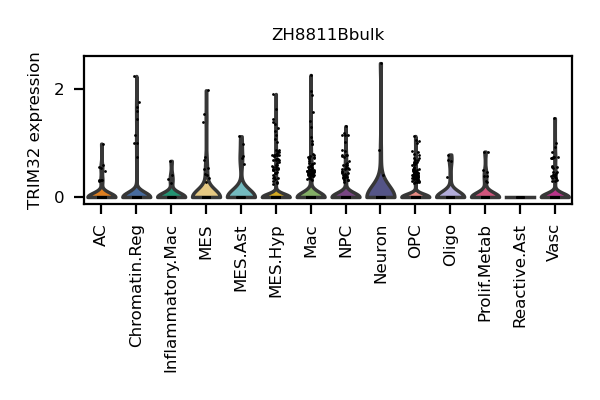 ZH8811Bbulk
TRIM32 expression
2
0
AC
Chromatin.Reg
Inflammatory.Mac
MES
MES.Ast
MES.Hyp
Mac
NPC
Neuron
OPC
Oligo
Prolif.Metab
Reactive.Ast
Vasc